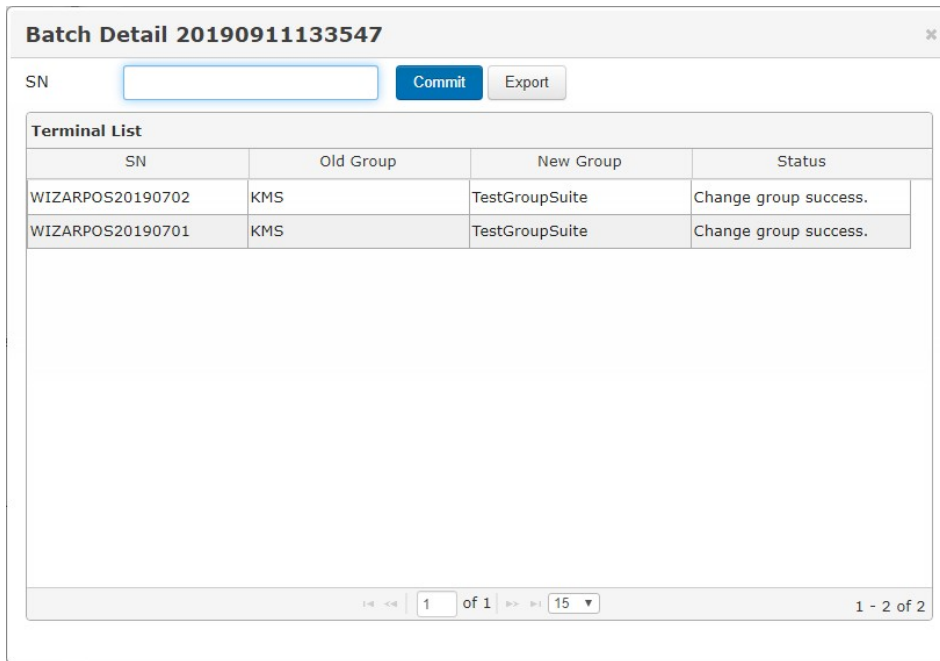 Batch Detail 20190911133547
SN Commit Export
Terminal List
SN Old Group New Group Status
WIZARPOS20190702 KMS TestGroupSuite Change group success.
WIZARPOS20190701 KMS TestGroupSuite Change group success.
1 of 1 15 1 - 2 of 2